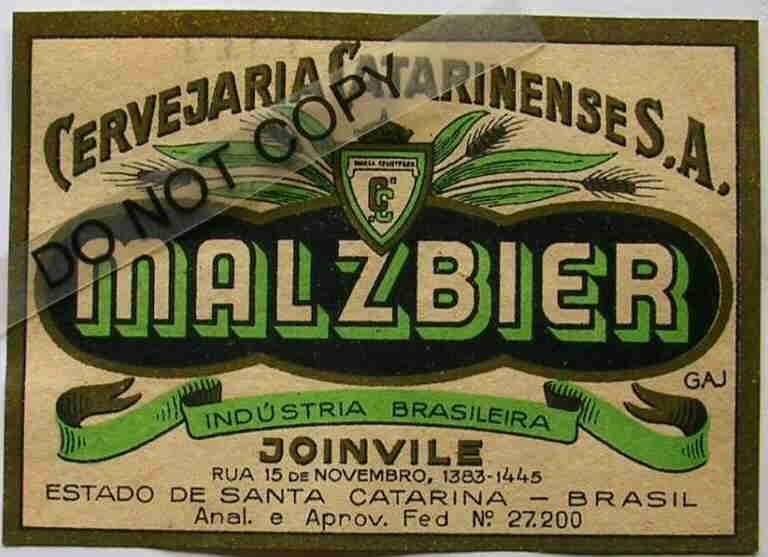 CERVEJARIA CATARINENSE S.A.
DO NOT COPY
MALZBIER
GAJ
INDÚSTRIA BRASILEIRA
JOINVILE
RUA 15 DE NOVEMBRO, 1383-1445
ESTADO DE SANTA CATARINA – BRASIL
Anal. e Aprov. Fed Nº 27.200